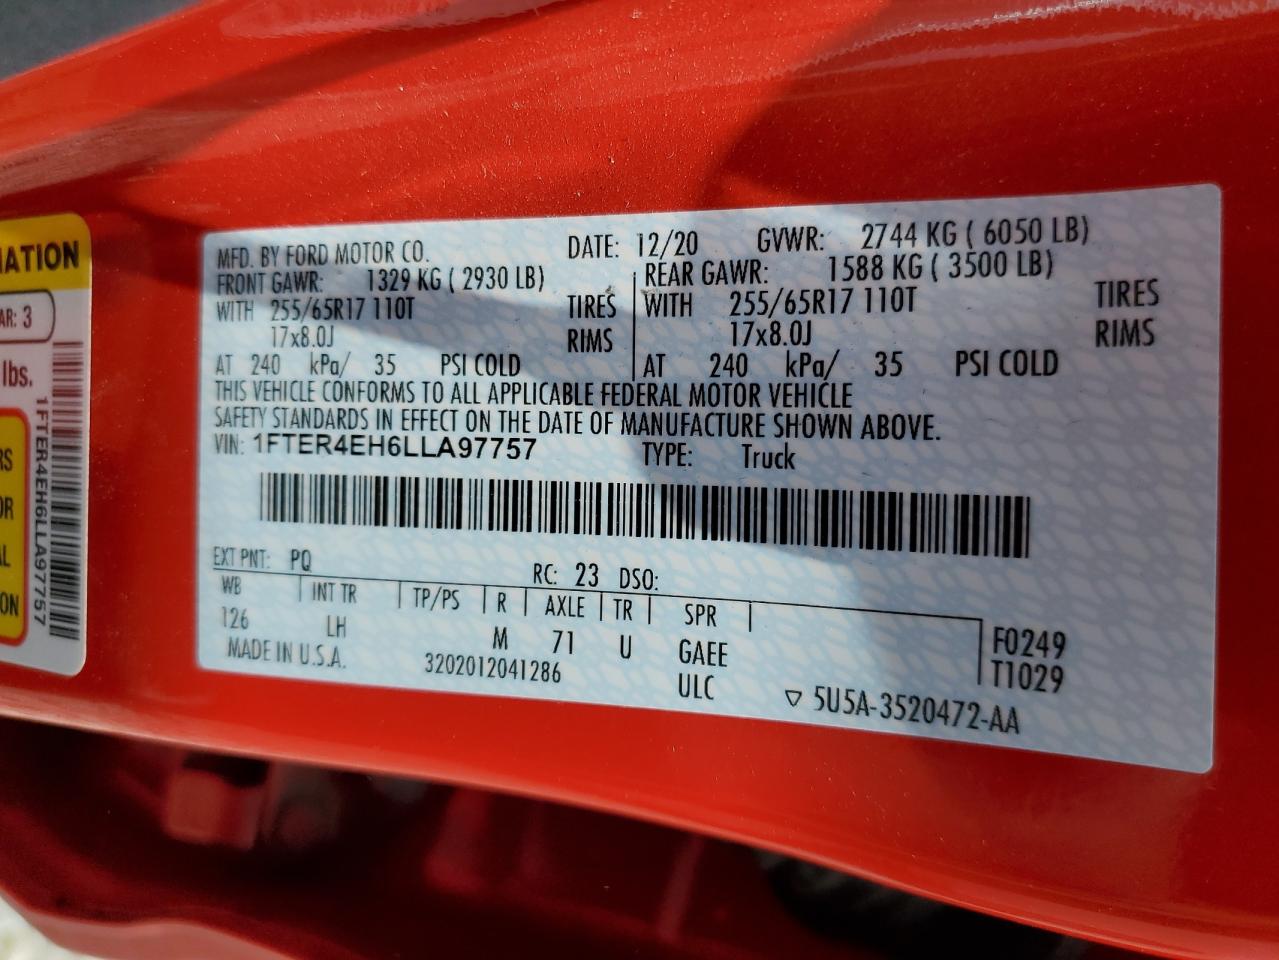 MATION
AR: 3
lbs.
RS
OR
AL
ON
1FTER4EH6LLA97757
MFD. BY FORD MOTOR CO. DATE: 12/20 GVWR: 2744 KG ( 6050 LB)
FRONT GAWR: 1329 KG ( 2930 LB) REAR GAWR: 1588 KG ( 3500 LB)
WITH 255/65R17 110T TIRES WITH 255/65R17 110T TIRES
17x8.0J RIMS 17x8.0J RIMS
AT 240 kPa/ 35 PSI COLD AT 240 kPa/ 35 PSI COLD
THIS VEHICLE CONFORMS TO ALL APPLICABLE FEDERAL MOTOR VEHICLE
SAFETY STANDARDS IN EFFECT ON THE DATE OF MANUFACTURE SHOWN ABOVE.
VIN: 1FTER4EH6LLA97757 TYPE: Truck
EXT PNT: PQ RC: 23 DSO:
WB INT TR TP/PS R AXLE TR SPR
126 LH M 71 U GAEE F0249
MADE IN U.S.A. 3202012041286 ULC T1029
▽ 5U5A-3520472-AA